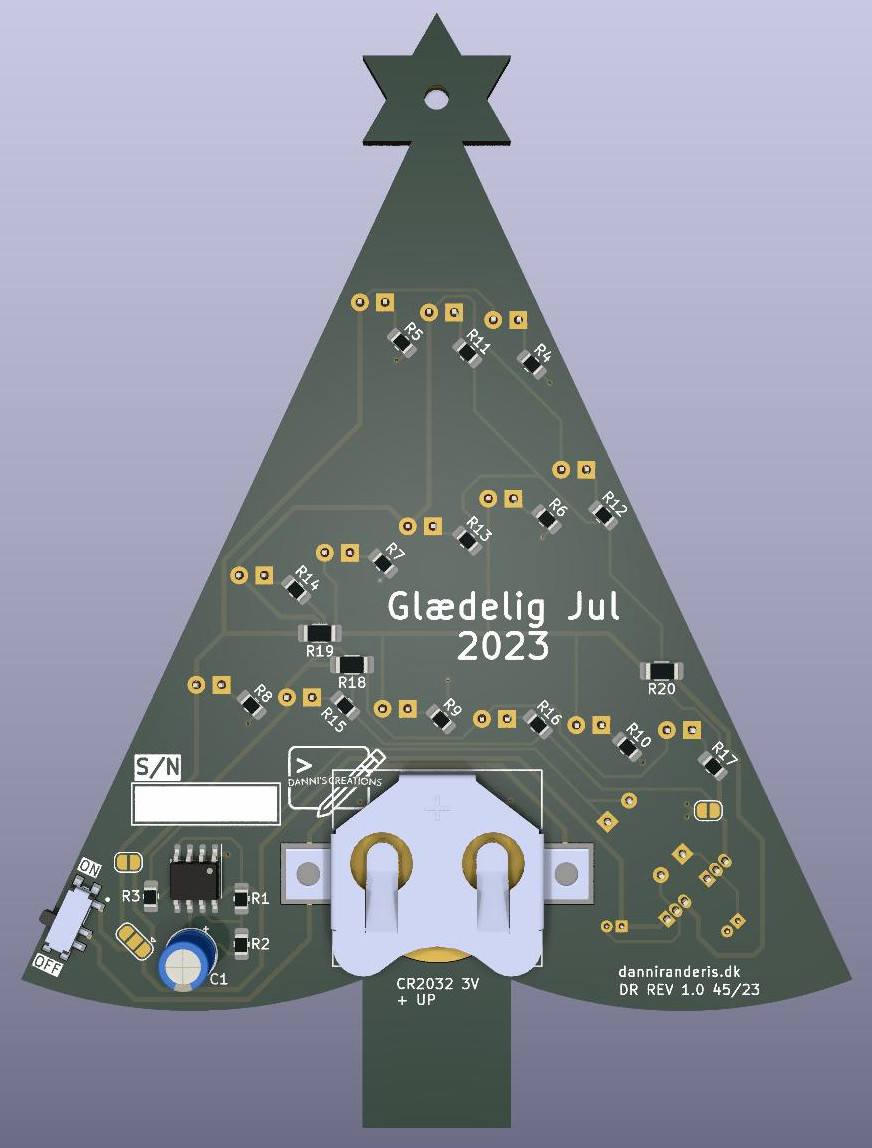 R5
R11
R4
R12
R6
R13
R7
R14
Glædelig Jul
2023
R19
R18
R20
R8
R15
R9
R16
R10
R17
S/N
>
DANNI'S CREATIONS
ON
R3
R1
R2
OFF
C1
+
CR2032 3V
+ UP
danniranderis.dk
DR REV 1.0 45/23